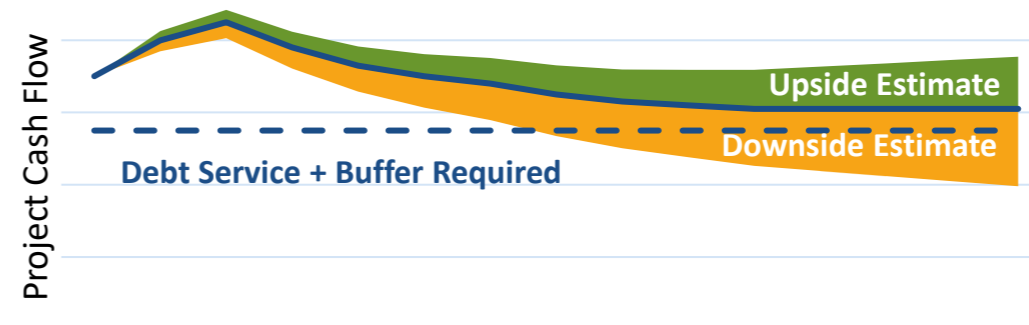 Project Cash Flow
Upside Estimate
Downside Estimate
Debt Service + Buffer Required